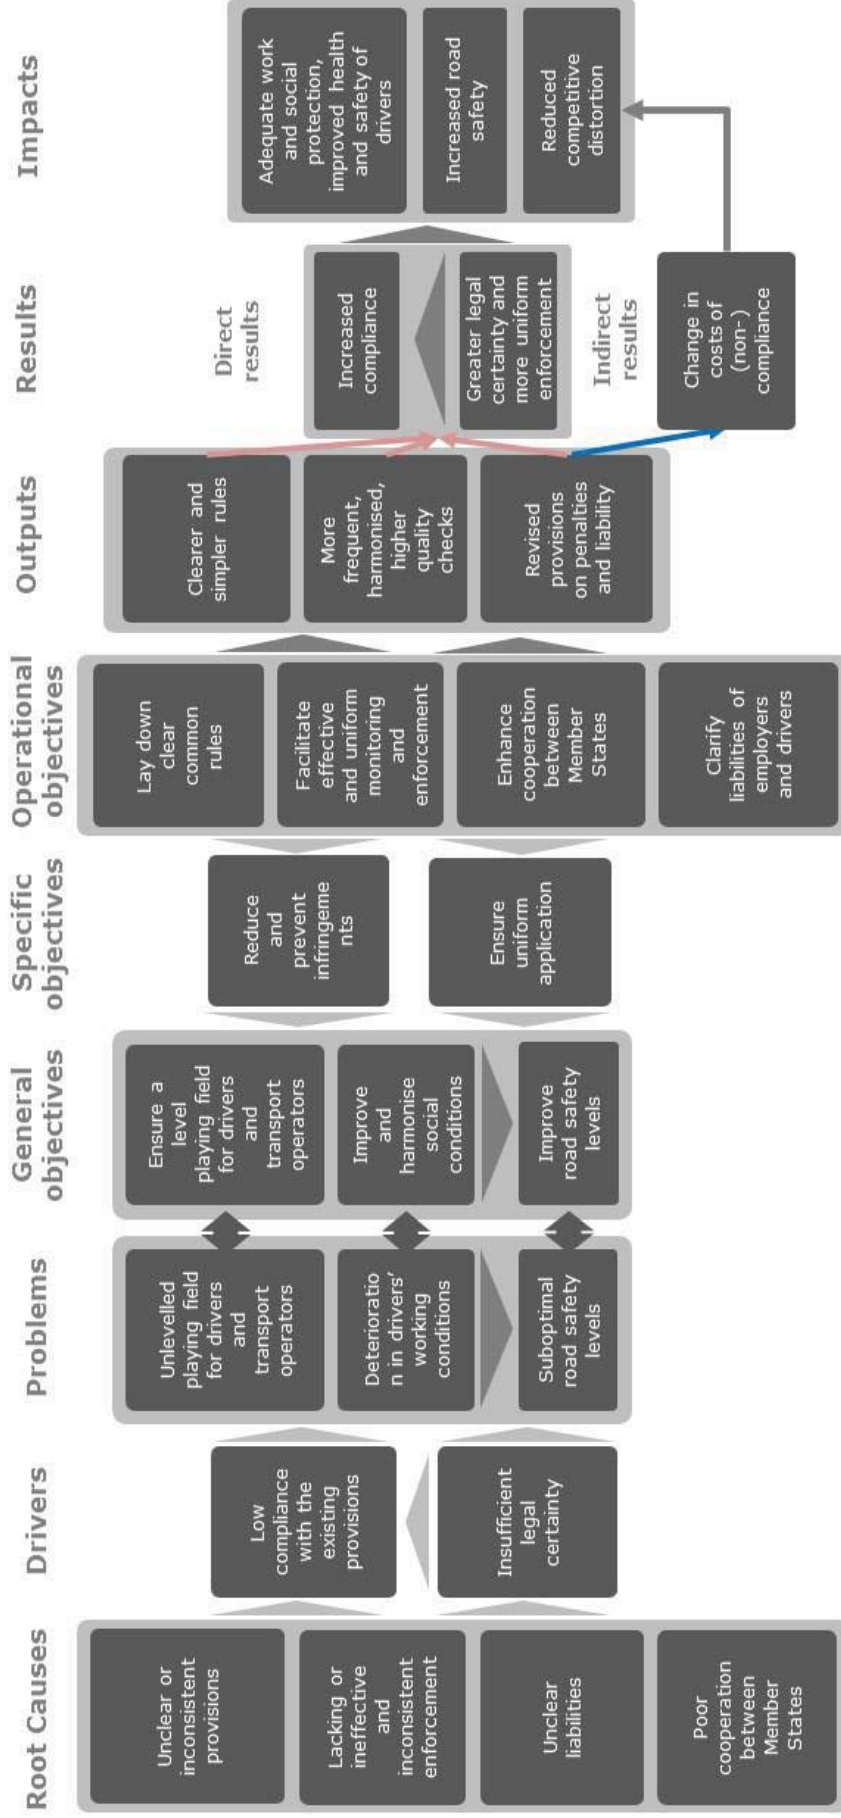 Root Causes
Unclear or
inconsistent
provisions
Lacking or
ineffective
and
inconsistent
enforcement
Unclear
liabilities
Poor
cooperation
between
Member
States
Drivers
Low
compliance
with the
existing
provisions
Insufficient
legal
certainty
Problems
Unlevelled
playing field
for drivers
and
transport
operators
Deterioratio
n in drivers’
working
conditions
Suboptimal
road safety
levels
General
objectives
Ensure a
level
playing field
for drivers
and
transport
operators
Improve
and
harmonise
social
conditions
Improve
road safety
levels
Specific
objectives
Reduce
and
prevent
infringeme
nts
Ensure
uniform
application
Operational
objectives
Lay down
clear
common
rules
Facilitate
effective
and uniform
monitoring
and
enforcement
Enhance
cooperation
between
Member
States
Clarify
liabilities of
employers
and drivers
Outputs
Clearer and
simpler rules
More
frequent,
harmonised,
higher
quality
checks
Revised
provisions
on penalties
and liability
Results
Direct
results
Increased
compliance
Greater legal
certainty and
more uniform
enforcement
Indirect
results
Change in
costs of
(non-)
compliance
Impacts
Adequate work
and social
protection,
improved health
and safety of
drivers
Increased road
safety
Reduced
competitive
distortion